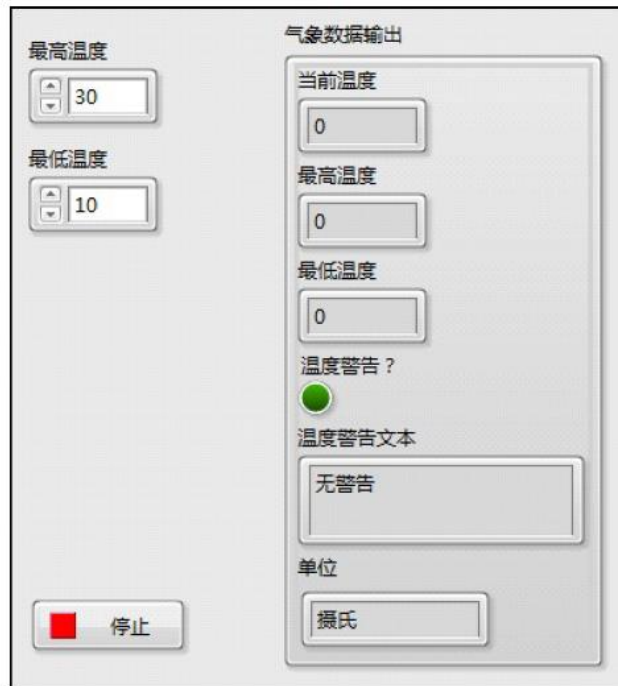 最高温度
30
最低温度
10
停止
气象数据输出
当前温度
0
最高温度
0
最低温度
0
温度警告？
温度警告文本
无警告
单位
摄氏